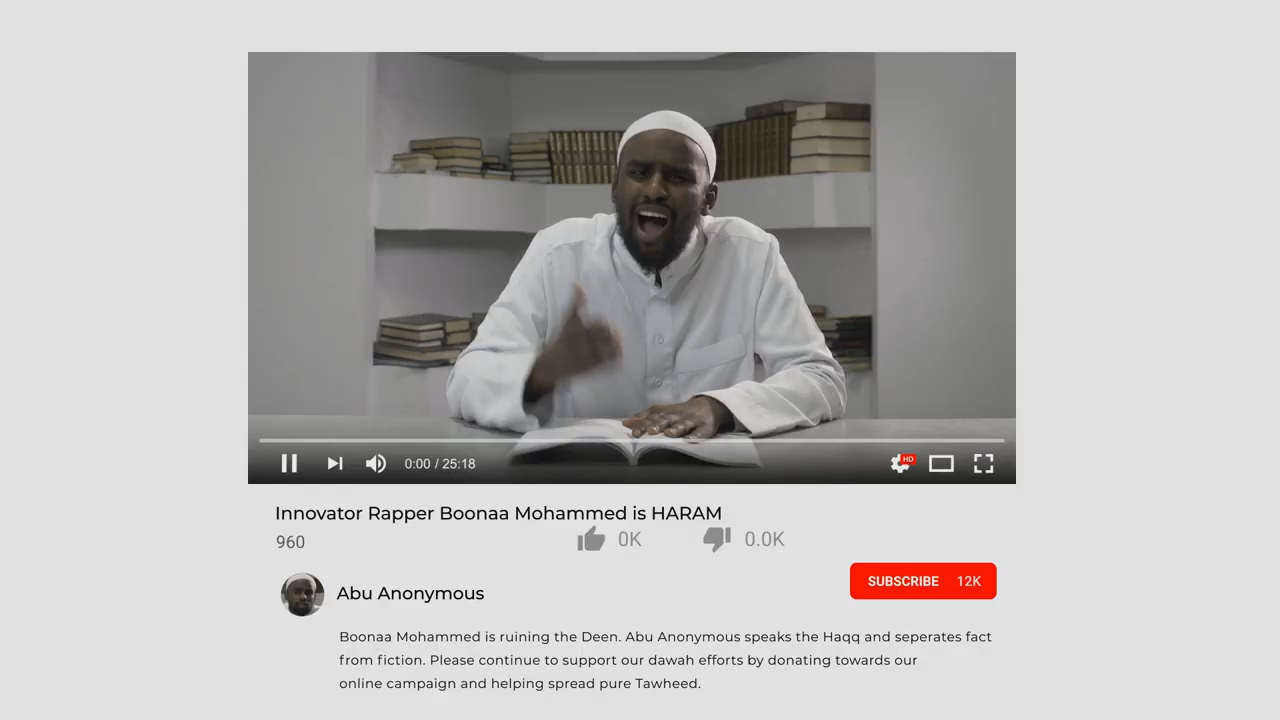 HD
0:00 / 25:18
Innovator Rapper Boonaa Mohammed is HARAM
960
0K
0.0K
SUBSCRIBE 12K
Abu Anonymous
Boonaa Mohammed is ruining the Deen. Abu Anonymous speaks the Haqq and seperates fact
from fiction. Please continue to support our dawah efforts by donating towards our
online campaign and helping spread pure Tawheed.